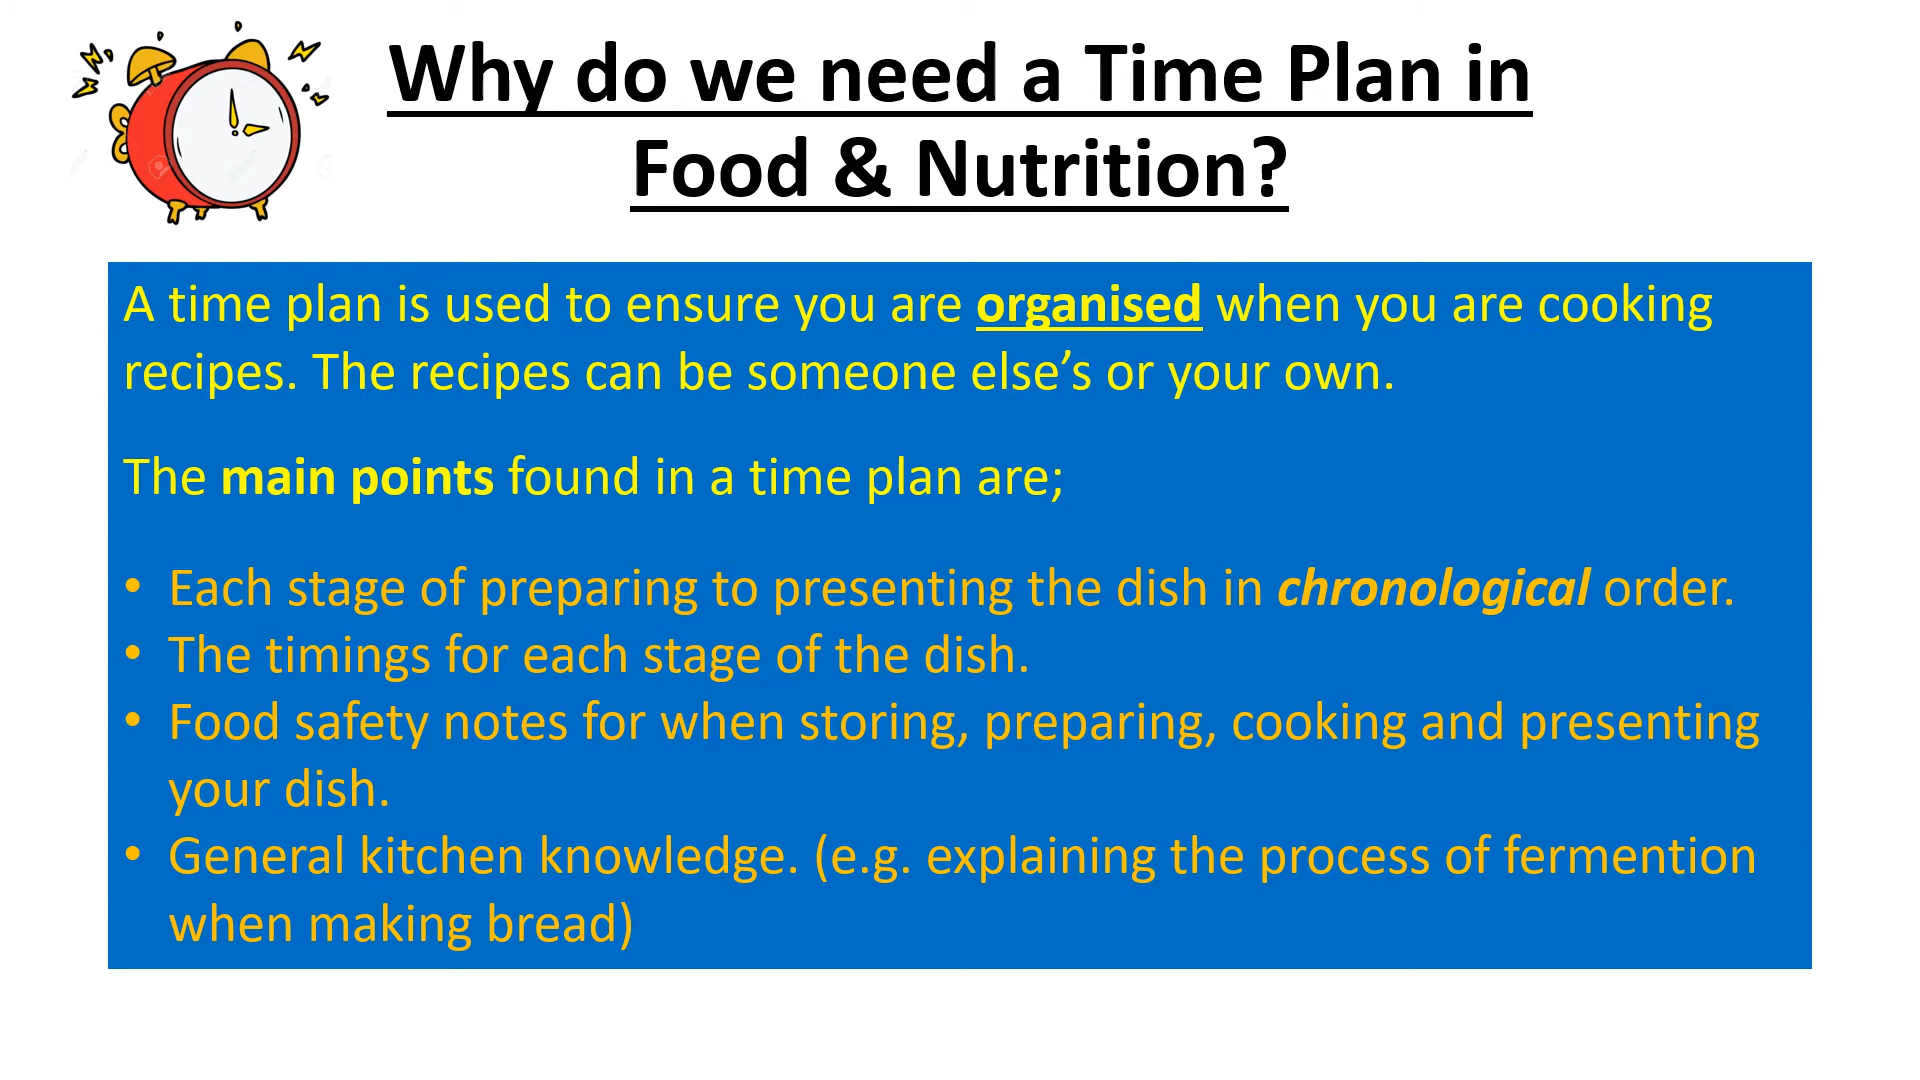 Why do we need a Time Plan in
Food & Nutrition?
A time plan is used to ensure you are organised when you are cooking
recipes. The recipes can be someone else’s or your own.
The main points found in a time plan are;
• Each stage of preparing to presenting the dish in chronological order.
• The timings for each stage of the dish.
• Food safety notes for when storing, preparing, cooking and presenting
your dish.
• General kitchen knowledge. (e.g. explaining the process of fermention
when making bread)